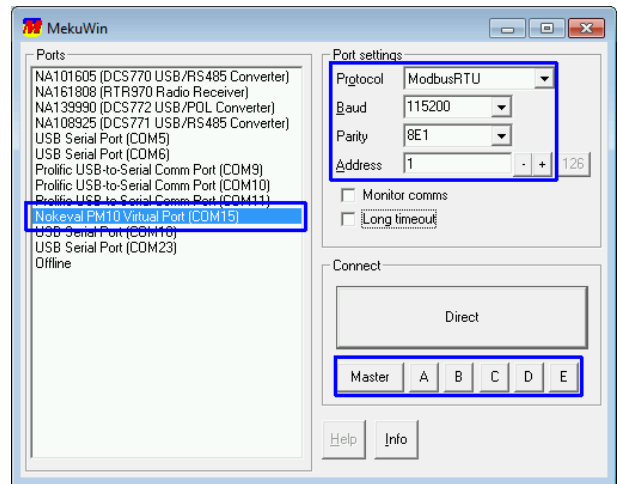 MekuWin
Ports
NA101605 (DCS770 USB/RS485 Converter)
NA161808 (RTR970 Radio Receiver)
NA139990 (DCS772 USB/POL Converter)
NA108925 (DCS771 USB/RS485 Converter)
USB Serial Port (COM5)
USB Serial Port (COM6)
Prolific USB-to-Serial Comm Port (COM9)
Prolific USB-to-Serial Comm Port (COM10)
Prolific USB-to-Serial Comm Port (COM11)
Nokeval PM10 Virtual Port (COM15)
USB Serial Port (COM16)
USB Serial Port (COM23)
Offline
Port settings
Protocol ModbusRTU
Baud 115200
Parity 8E1
Address 1 - + 126
Monitor comms
Long timeout
Connect
Direct
Master A B C D E
Help Info